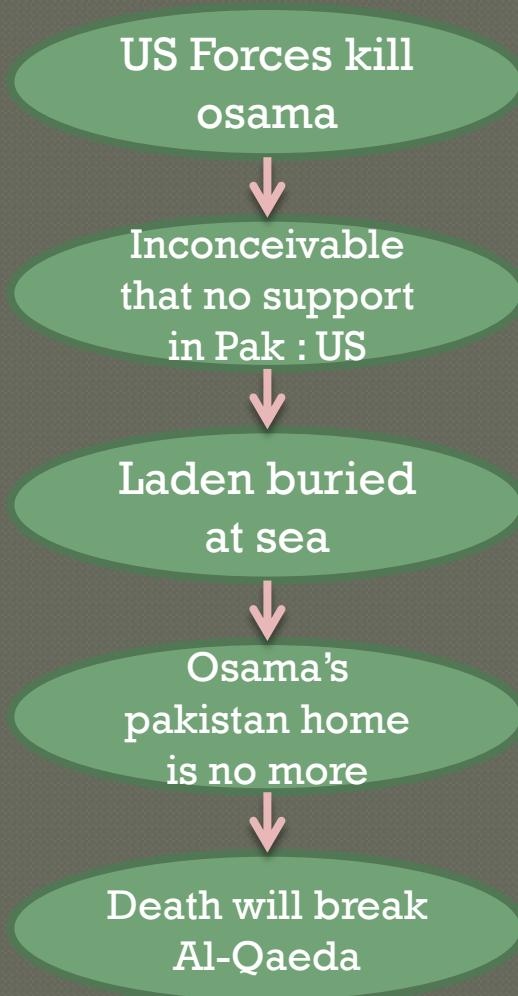 US Forces kill
osama
Inconceivable
that no support
in Pak : US
Laden buried
at sea
Osama’s
pakistan home
is no more
Death will break
Al-Qaeda